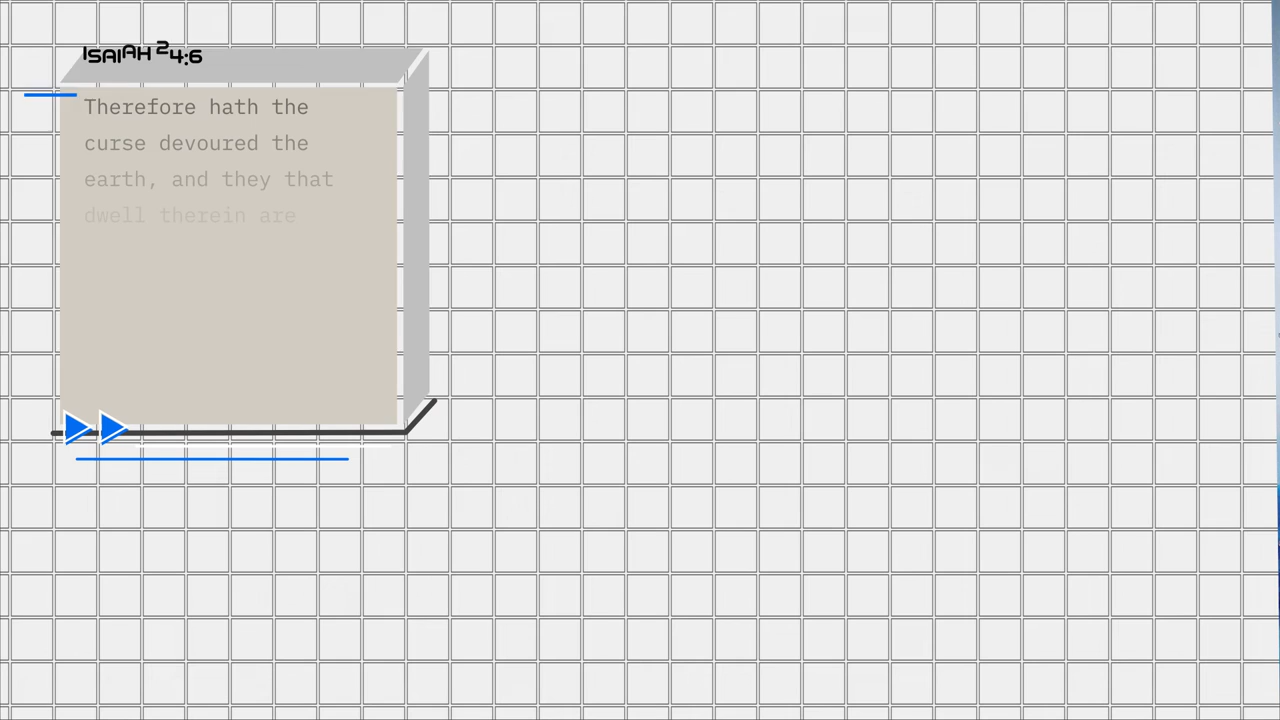 ISAIAH 24:6
Therefore hath the
curse devoured the
earth, and they that
dwell therein are